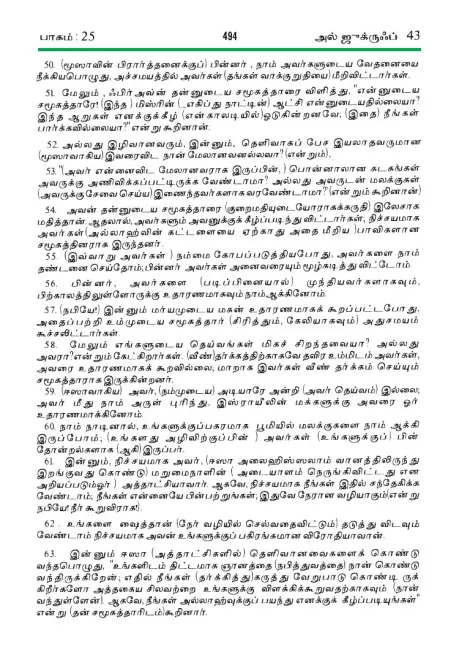 பாகம் : 25 494 அல் ஜுக்ருஃப் 43
50. (மூஸாவின் பிரார்த்தனைக்குப்) பின்னர் , நாம் அவர்களுடைய வேதனையை
நீக்கியபொழுது, அச்சமயத்தில் அவர்கள் (தங்கள் வாக்குறுதியை) மீறிவிட்டார்கள்.
51. மேலும் , ஃபிர்அவ்ன் தன்னுடைய சமூகத்தாரை விளித்து, "என்னுடைய
சமூகத்தாரே! (இந்த ) மிஸ்ரின் (_எகிப்து நாட்டின்) ஆட்சி என்னுடையதில்லையா?
இந்த ஆறுகள் எனக்குக்கீழ் (என்காலடியில்)ஓடுகின்றனவே; (இதை) நீங்கள்
பார்க்கவில்லையா?" என்று கூறினான்.
52. அல்லது இழிவானவரும், இன்னும், தெளிவாகப் பேச இயலாதவருமான
(மூஸாவாகிய) இவரைவிட நான் மேலானவனல்லவா? (என்றும்),
53."(அவர் என்னைவிட மேலானவராக இருப்பின், ) பொன்னாலான கடகங்கள்
அவருக்கு அணிவிக்கப்பட்டிருக்க வேண்டாமா? அல்லது அவருடன் மலக்குகள்
(அவருக்கு சேவை செய்ய) இணைந்தவர்களாகவரவேண்டாமா? (என்றும் கூறினான்)
54. அவன் தன்னுடைய சமூகத்தாரை (குறைமதியுடையோராகக்கருதி) இலேசாக
மதித்தான். ஆதலால், அவர்களும் அவனுக்குக் கீழ்ப்படிந்து விட்டார்கள்; நிச்சயமாக
அவர்கள் (அல்லாஹ்வின் கட்டளையை ஏற்காது அதை மீறிய )பாவிகளான
சமூகத்தினராக இருந்தனர் .
55. (இவ்வாறு அவர்கள் ) நம்மை கோபப்படுத்தியபோது, அவர்களை நாம்
தண்டனை செய்தோம்; பின்னர் அவர்கள் அனைவரையும் மூழ்கடித்து விட்டோம்.
56. பின்னர், அவர்களை (படிப்பினையால்) முந்தியவர்களாகவும்,
பிற்காலத்திலுள்ளோருக்கு உதாரணமாகவும் நாம்ஆக்கினோம்.
57. (நபியே!) இன்னும் மர்யமுடைய மகன் உதாரணமாகக் கூறப்பட்டபோது,
அதைப்பற்றி உம்முடைய சமூகத்தார் (சிரித்தும், கேலியாகவும்) அதுசமயம்
கூச்சலிட்டார்கள்.
58. மேலும் எங்களுடைய தெய்வங்கள் மிகச் சிறந்தவையா? அல்லது
அவரா? என்றும் கேட்கிறார்கள். (வீண்)தர்க்கத்திற்காகவேதவிர உம்மிடம் அவர்கள்,
அவரை உதாரணமாகக் கூறவில்லை; மாறாக இவர்கள் வீண் தர்க்கம் செய்யும்
சமூகத்தாராக இருக்கின்றனர்.
59. (ஈஸாவாகிய) அவர், (நம்முடைய) அடியாரே அன்றி (அவர் தெய்வம்) இல்லை;
அவர் மீது நாம் அருள் புரிந்து, இஸ்ராயீலின் மக்களுக்கு அவரை ஓர்
உதாரணமாக்கினோம்.
60. நாம் நாடினால், உங்களுக்குப்பகரமாக பூமியில் மலக்குகளை நாம் ஆக்கி
இருப்போம்; (உங்களது அழிவிற்குப்பின் ) அவர்கள் (உங்களுக்கு) பின்
தோன்றல்களாக (ஆகி) இருப்பர்.
61. இன்னும், நிச்சயமாக அவர், (ஈஸா அலைஹிஸ்ஸலாம் வானத்திலிருந்து
இறங்குவது கொண்டு) மறுமைநாளின் ( அடையாளம் நெருங்கிவிட்டது என
அறியப்படும்ஓர் ) அத்தாட்சியாவார். ஆகவே, நிச்சயமாக நீங்கள் இதில் சந்தேகிக்க
வேண்டாம்; நீங்கள் என்னையே பின்பற்றுங்கள்; இதுவே நேரான வழியாகும்(என்று
நபியே! நீர் கூறுவீராக!).
62 . உங்களை ஷைத்தான் (நேர் வழியில் செல்வதைவிட்டும்) தடுத்து விடவும்
வேண்டாம் நிச்சயமாக அவன் உங்களுக்குப் பகிரங்கமான விரோதியாவான்.
63. இன்னும் ஈஸா (அத்தாட்சிகளில்) தெளிவானவைகளைக் கொண்டு
வந்தபொழுது, "உங்களிடம் திட்டமாக ஞானத்தை (நபித்துவத்தை) நான் கொண்டு
வந்திருக்கிறேன்; எதில் நீங்கள் (தர்க்கித்து)கருத்து வேறுபாடு கொண்டிருக்
கிறீர்களோ அத்தகைய சிலவற்றை உங்களுக்கு விளக்கிக்கூறுவதற்காகவும் (நான்
வந்துள்ளேன்). ஆகவே, நீங்கள் அல்லாஹ்வுக்குப் பயந்து எனக்குக் கீழ்ப்படியுங்கள்"
என்று (தன் சமூகத்தாரிடம்)கூறினார்.